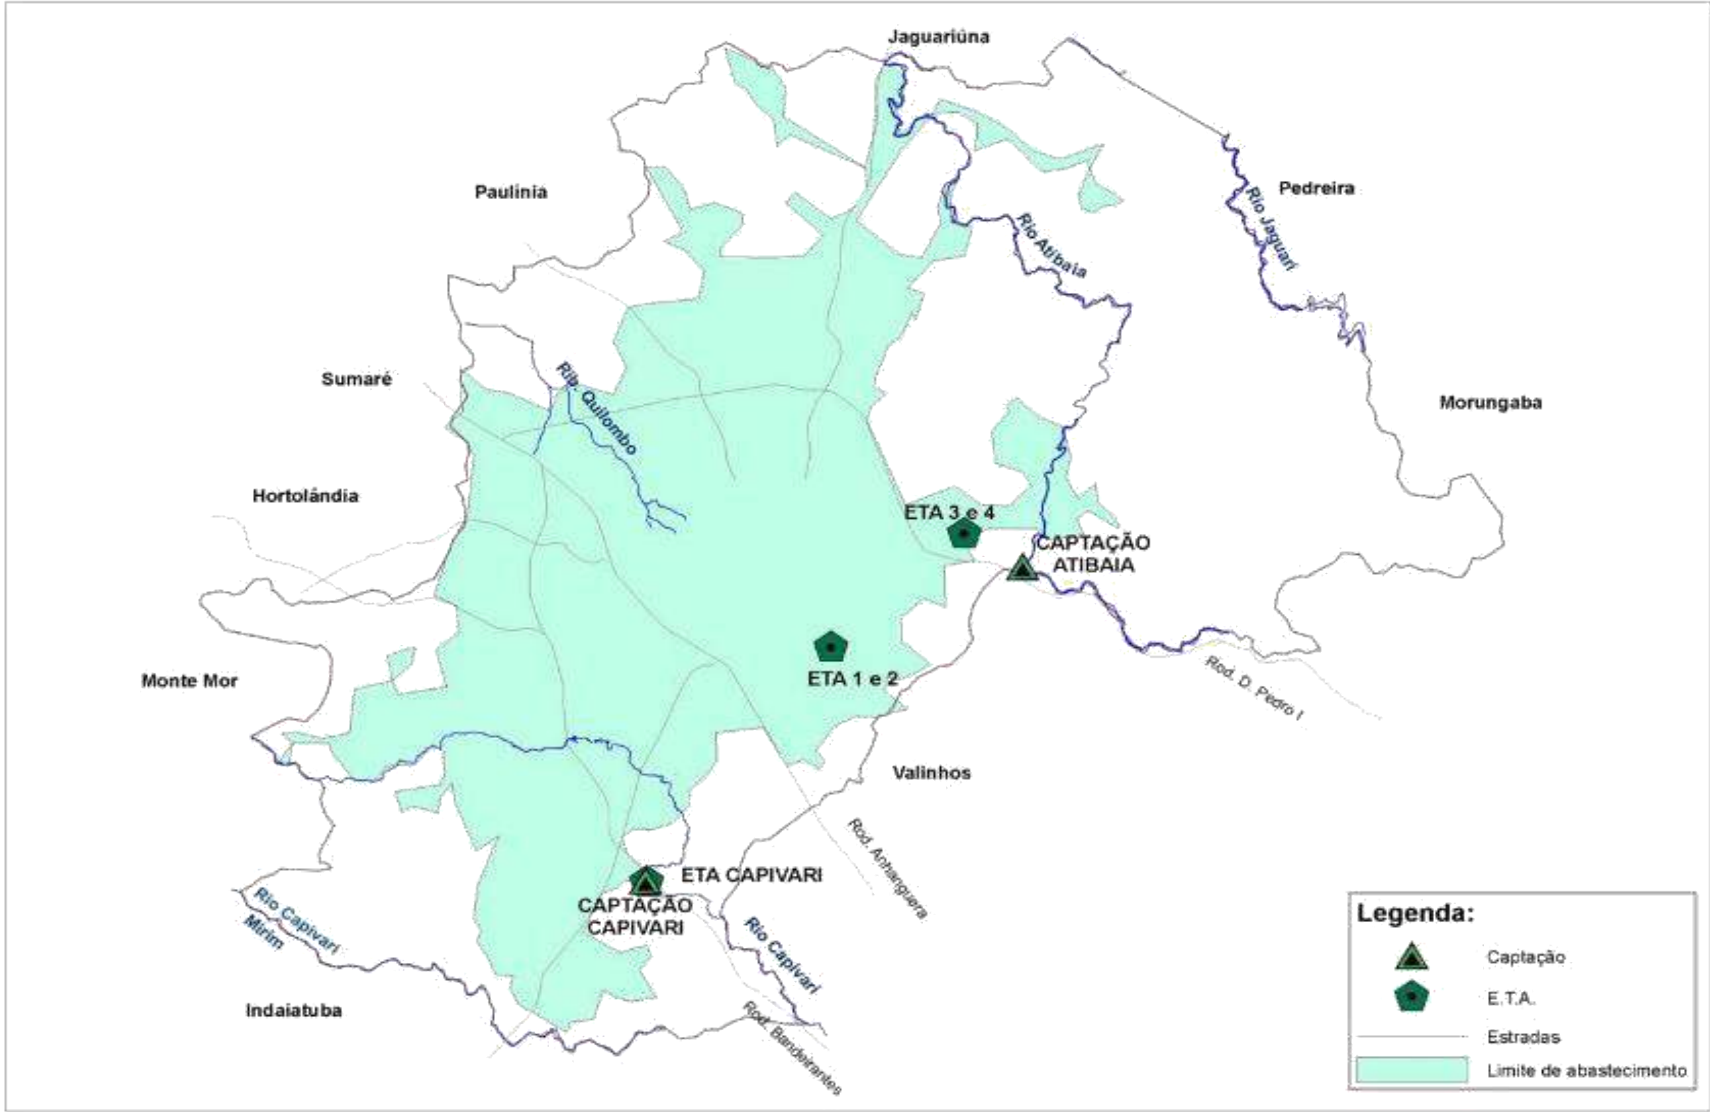 Jaguariúna
Paulínia
Pedreira
Rio Jaguari
Rio Atibaia
Sumaré
Rib. Quilombo
Morungaba
Hortolândia
ETA 3 e 4
CAPTAÇÃO
ATIBAIA
Monte Mor
ETA 1 e 2
Rod. D. Pedro I
Valinhos
Rod. Anhanguera
ETA CAPIVARI
CAPTAÇÃO
CAPIVARI
Rio Capivari
Mirim
Rio Capivari
Indaiatuba
Rod. Bandeirantes
Legenda:
Captação
E.T.A.
Estradas
Limite de abastecimento